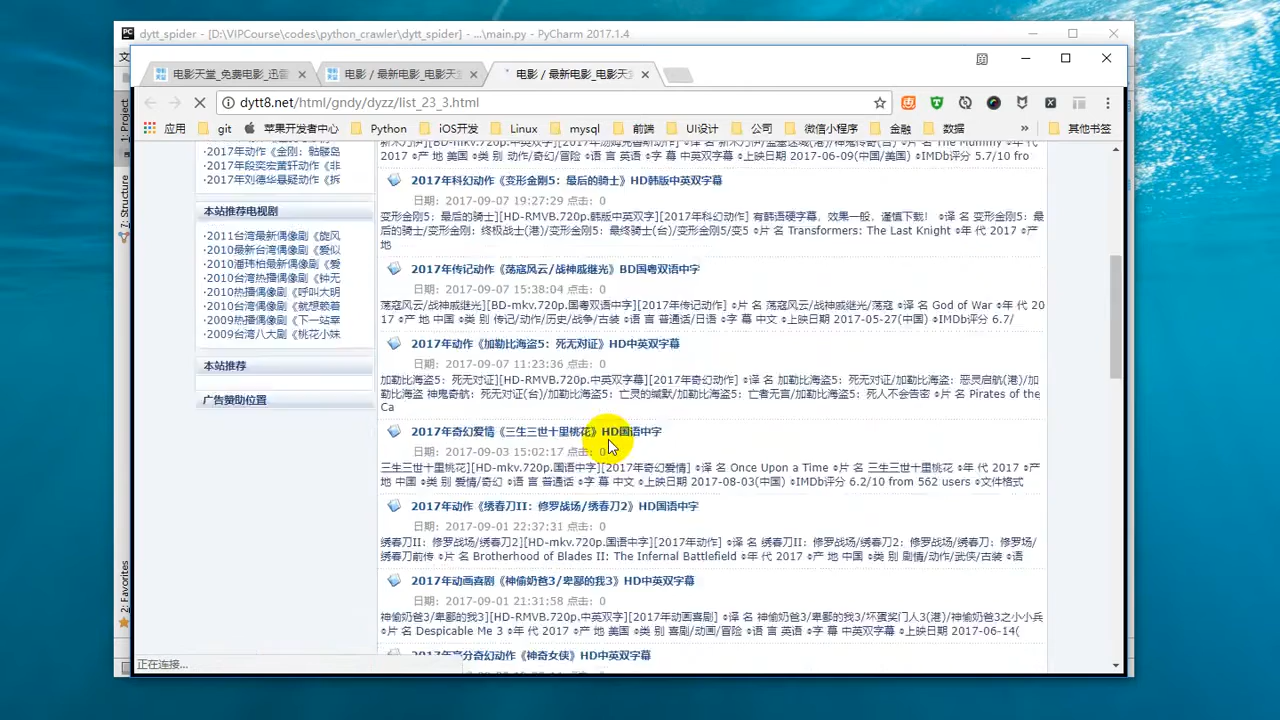 dytt_spider - [D:\VIPCourse\codes\python_crawler\dytt_spider] - ...\main.py - PyCharm 2017.1.4
文
电影天堂_免费电影_迅雷
电影 / 最新电影_电影天
电影 / 最新电影_电影天
dytt8.net/html/gndy/dyzz/list_23_3.html
应用 git 苹果开发者中心 Python iOS开发 Linux mysql 前端 UI设计 公司 微微小程序 金融 数据 » 其他书签
1: Project
7: Structure
2: Favorites
·2017年动作《金刚：骷髅岛
·2017年段奕宏董轩动作《非
·2017年刘德华悬疑动作《拆
本站推荐电视剧
·2011台湾最新偶像剧《旋风
·2010最新台湾偶像剧《爱似
·2010潘玮柏最新偶像剧《爱
·2010台湾热播偶像剧《钟无
·2010热播偶像剧《呼叫大明
·2010台湾热播偶像剧《就想赖着
·2009热播偶像剧《下一站幸
·2009台湾八大剧《桃花小妹
本站推荐
广告赞助位置
2017 ◎产 地 美国 ◎类 别 动作/奇幻/冒险 ◎语 言 英语 ◎字 幕 中英双字幕 ◎上映日期 2017-06-09(中国/美国) ◎IMDb评分 5.7/10 fro
2017年科幻动作《变形金刚5：最后的骑士》HD韩版中英双字幕
日期：2017-09-07 19:27:29 点击：0
变形金刚5：最后的骑士][HD-RMVB.720p.韩版中英双字][2017年科幻动作] 有韩语硬字幕，效果一般，谨慎下载！ ◎译 名 变形金刚5：最
后的骑士/变形金刚：终极战士(港)/变形金刚5：最终骑士(台)/变形金刚5/变5 ◎片 名 Transformers: The Last Knight ◎年 代 2017 ◎产
地
2017年传记动作《荡寇风云/战神戚继光》BD国粤双语中字
日期：2017-09-07 15:38:04 点击：0
荡寇风云/战神戚继光][BD-mkv.720p.国粤双语中字][2017年传记动作] ◎片 名 荡寇风云/战神戚继光/荡寇 ◎译 名 God of War ◎年 代 20
17 ◎产 地 中国 ◎类 别 传记/动作/历史/战争/古装 ◎语 言 普通话/日语 ◎字 幕 中文 ◎上映日期 2017-05-27(中国) ◎IMDb评分 6.7/
2017年动作《加勒比海盗5：死无对证》HD中英双字幕
日期：2017-09-07 11:23:36 点击：0
加勒比海盗5：死无对证][HD-RMVB.720p.中英双字幕][2017年奇幻动作] ◎译 名 加勒比海盗5：死无对证/加勒比海盗：恶灵启航(港)/加
勒比海盗 神鬼奇航：死无对证(台)/加勒比海盗5：亡灵的缄默/加勒比海盗5：亡者无言/加勒比海盗5：死人不会告密 ◎片 名 Pirates of the
Ca
2017年奇幻爱情《三生三世十里桃花》HD国语中字
日期：2017-09-03 15:02:17 点击：0
三生三世十里桃花][HD-mkv.720p.国语中字][2017年奇幻爱情] ◎译 名 Once Upon a Time ◎片 名 三生三世十里桃花 ◎年 代 2017 ◎产
地 中国 ◎类 别 爱情/奇幻 ◎语 言 普通话 ◎字 幕 中文 ◎上映日期 2017-08-03(中国) ◎IMDb评分 6.2/10 from 562 users ◎文件格式
2017年动作《绣春刀II：修罗战场/绣春刀2》HD国语中字
日期：2017-09-01 22:37:31 点击：0
绣春刀II：修罗战场/绣春刀2][HD-mkv.720p.国语中字][2017年动作] ◎译 名 绣春刀II：修罗战场/绣春刀2：修罗战场/绣春刀：修罗场/
绣春刀前传 ◎片 名 Brotherhood of Blades II: The Infernal Battlefield ◎年 代 2017 ◎产 地 中国 ◎类 别 剧情/动作/武侠/古装 ◎语
2017年动画喜剧《神偷奶爸3/卑鄙的我3》HD中英双字幕
日期：2017-09-01 21:31:58 点击：0
神偷奶爸3/卑鄙的我3][HD-RMVB.720p.中英双字幕][2017年动画喜剧] ◎译 名 神偷奶爸3/卑鄙的我3/坏蛋奖门人3(港)/神偷奶爸3之小小兵
◎片 名 Despicable Me 3 ◎年 代 2017 ◎产 地 美国 ◎类 别 喜剧/动画/冒险 ◎语 言 英语 ◎字 幕 中英双字幕 ◎上映日期 2017-06-14(
2017年高分奇幻动作《神奇女侠》HD中英双字幕
正在连接...